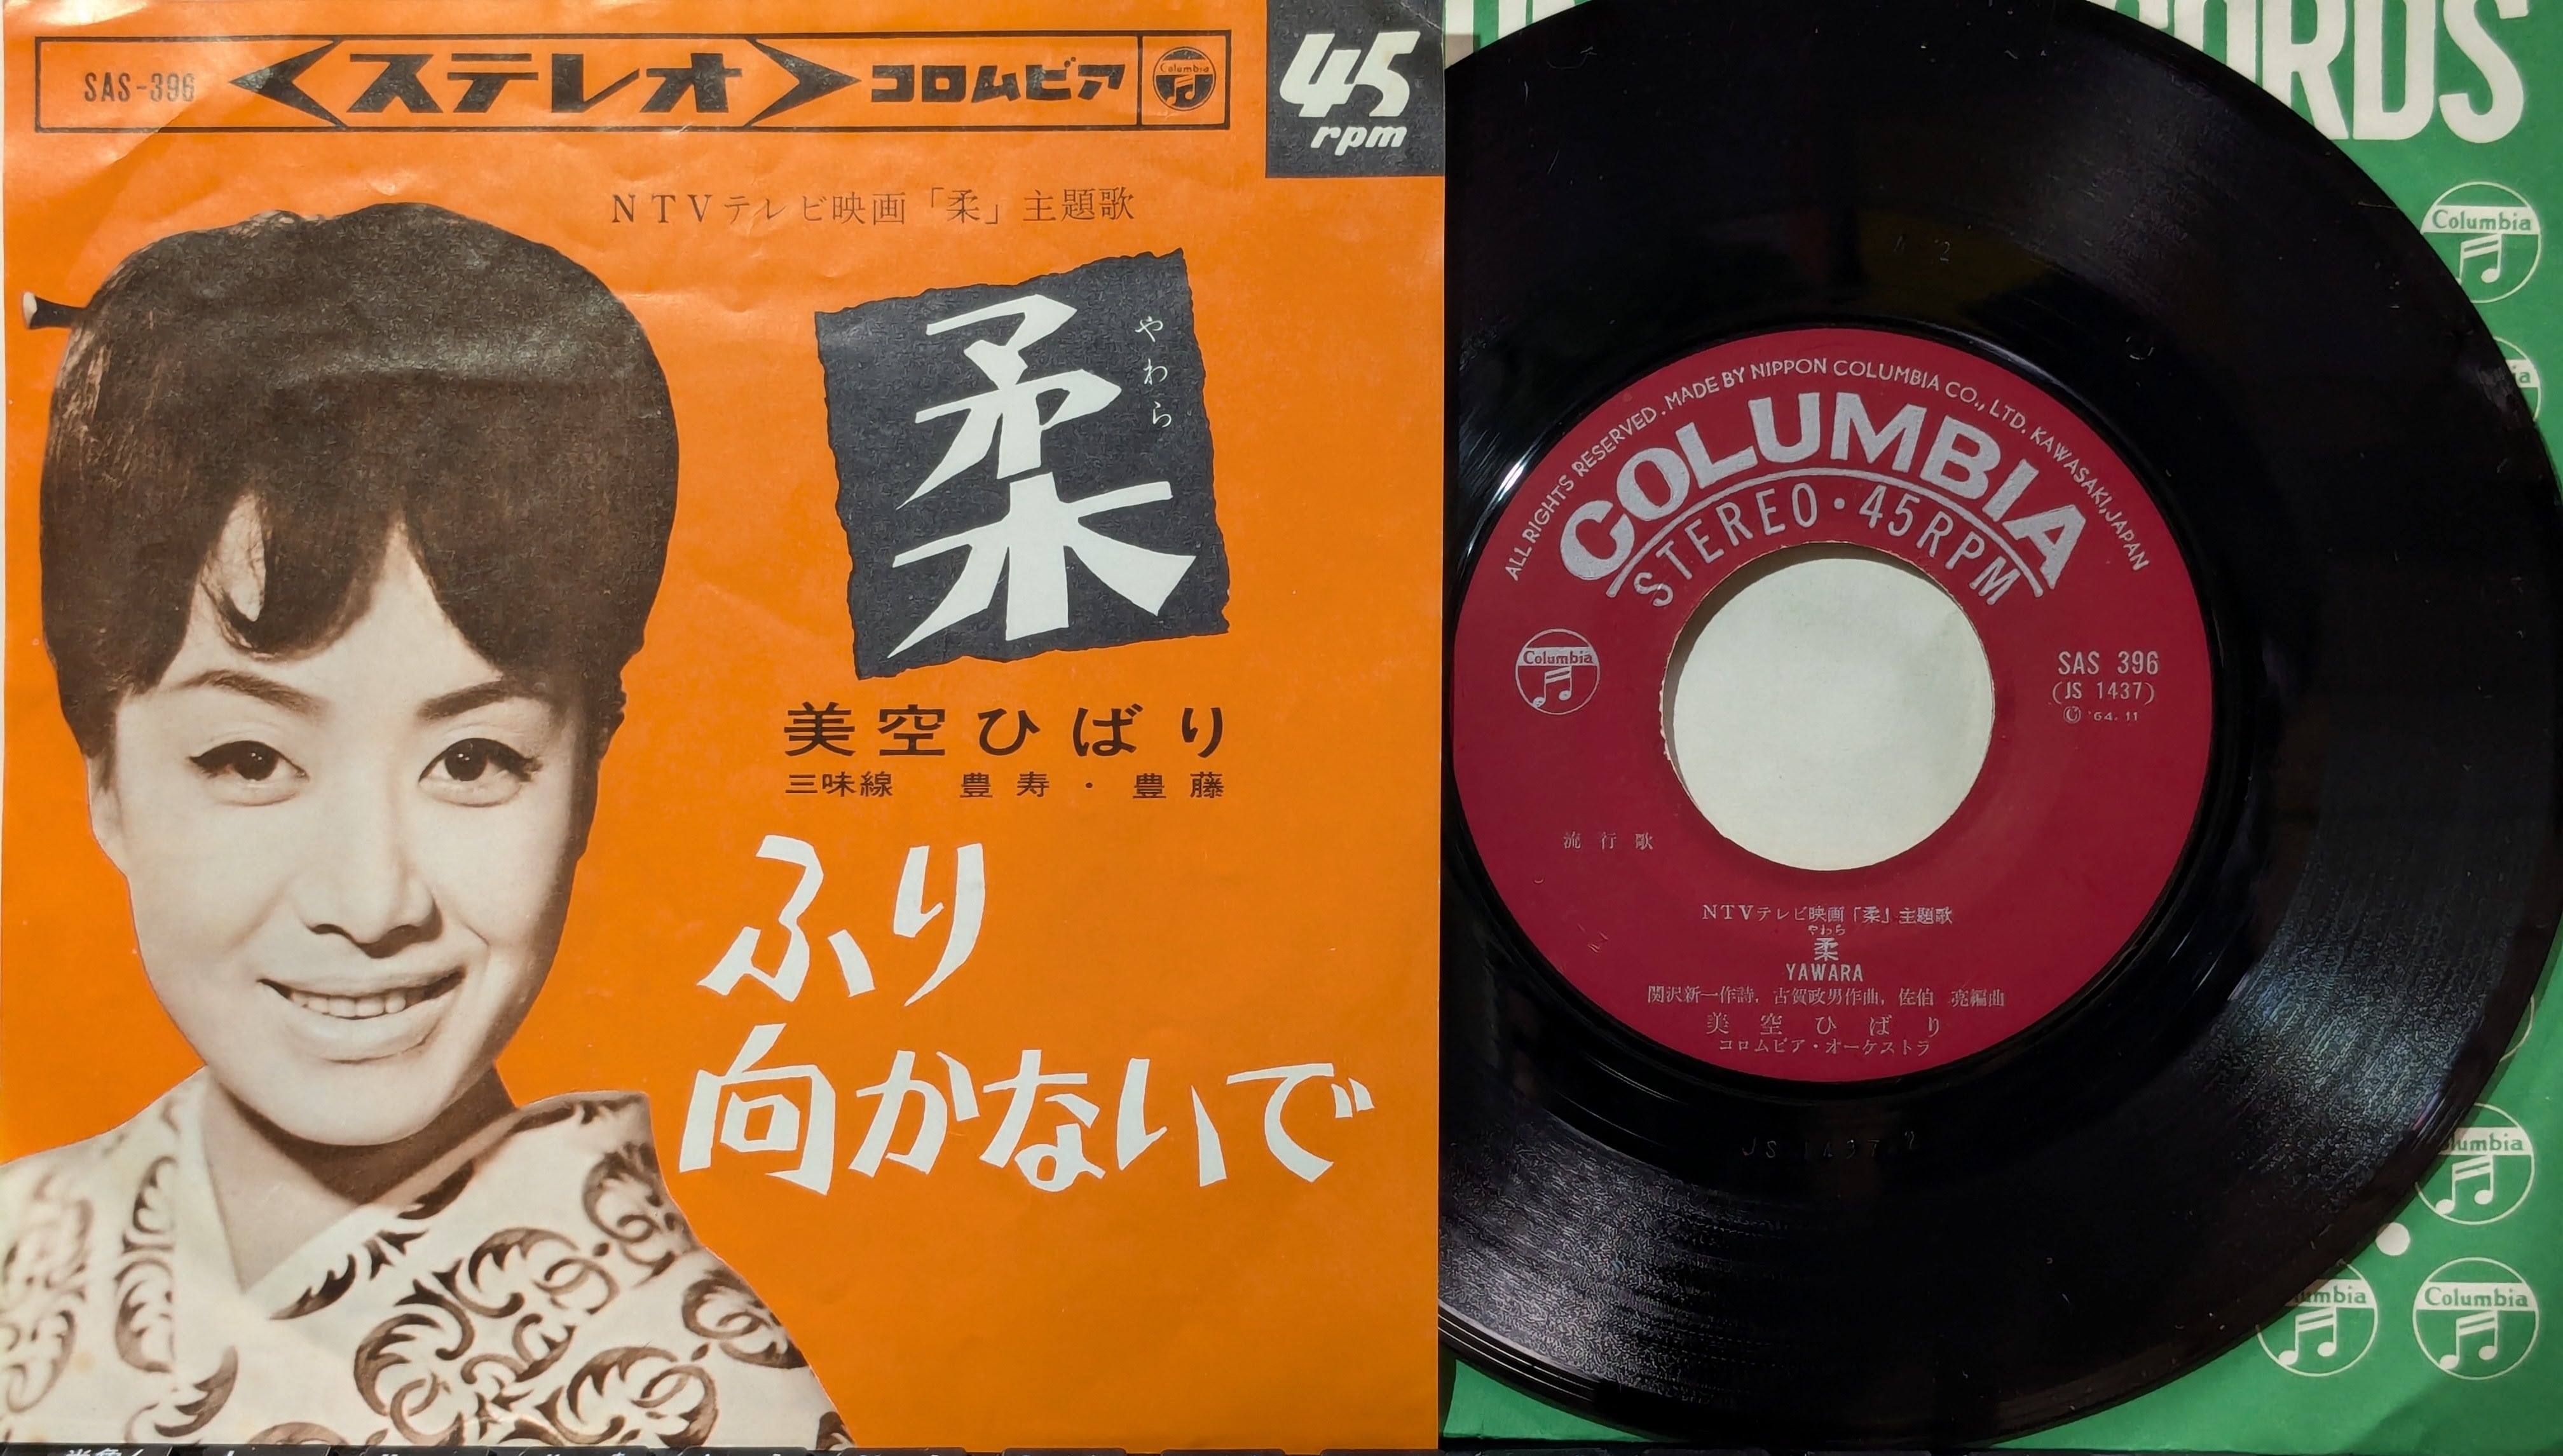 SAS-396
ステレオ
コロムビア
Columbia
45
rpm
NTVテレビ映画「柔」主題歌
柔
やわら
美空ひばり
三味線 豊寿・豊藤
ふり
向かないで
ORDS
Columbia
ALL RIGHTS RESERVED. MADE BY NIPPON COLUMBIA CO., LTD. KAWASAKI, JAPAN
COLUMBIA
STEREO・45RPM
Columbia
SAS 396
(JS 1437)
Ⓒ '64.11
流行歌
NTVテレビ映画「柔」主題歌
やわら
柔
YAWARA
関沢新一作詩, 古賀政男作曲, 佐伯 亮編曲
美空ひばり
コロムビア・オーケストラ
JS 1437
umbia
umbia
Columbia